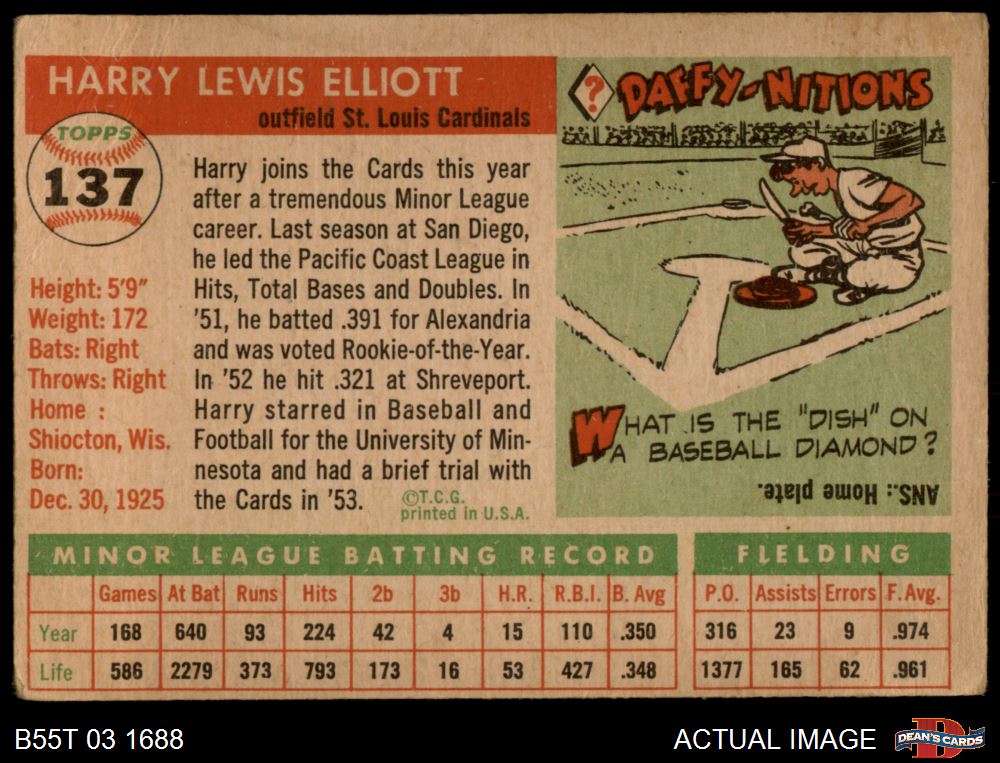 HARRY LEWIS ELLIOTT
outfield St. Louis Cardinals
TOPPS
137
Height: 5'9"
Weight: 172
Bats: Right
Throws: Right
Home :
Shiocton, Wis.
Born:
Dec. 30, 1925
Harry joins the Cards this year
after a tremendous Minor League
career. Last season at San Diego,
he led the Pacific Coast League in
Hits, Total Bases and Doubles. In
'51, he batted .391 for Alexandria
and was voted Rookie-of-the-Year.
In '52 he hit .321 at Shreveport.
Harry starred in Baseball and
Football for the University of Min-
nesota and had a brief trial with
the Cards in '53.
©T.C.G.
printed in U.S.A.
? DAFFY-NITIONS
WHAT IS THE "DISH" ON
A BASEBALL DIAMOND?
ANS.: Home plate.
MINOR LEAGUE BATTING RECORD FLELDING
Games At Bat Runs Hits 2b 3b H.R. R.B.I. B. Avg P.O. Assists Errors F. Avg.
Year 168 640 93 224 42 4 15 110 .350 316 23 9 .974
Life 586 2279 373 793 173 16 53 427 .348 1377 165 62 .961
B55T 03 1688
ACTUAL IMAGE
DEAN'S CARDS